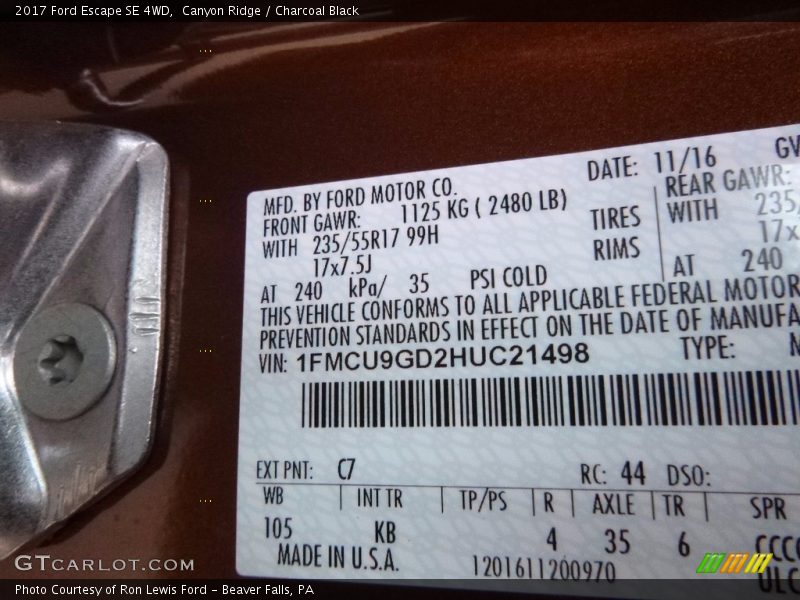 2017 Ford Escape SE 4WD,  Canyon Ridge / Charcoal Black
MFD. BY FORD MOTOR CO. DATE: 11/16
FRONT GAWR: 1125 KG ( 2480 LB) REAR GAWR:
WITH 235/55R17 99H TIRES WITH 235/
17x7.5J RIMS 17x
AT 240 kPa/ 35 PSI COLD AT 240
THIS VEHICLE CONFORMS TO ALL APPLICABLE FEDERAL MOTOR
PREVENTION STANDARDS IN EFFECT ON THE DATE OF MANUFA
VIN: 1FMCU9GD2HUC21498 TYPE:
EXT PNT: C7 RC: 44 DSO:
WB INT TR TP/PS R AXLE TR SPR
105 KB 4 35 6
MADE IN U.S.A. 1201611200970
GTCARLOT.COM
Photo Courtesy of Ron Lewis Ford - Beaver Falls, PA